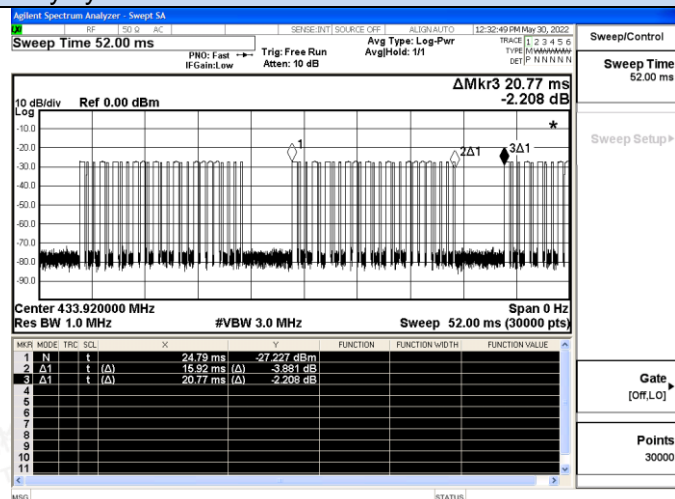 Agilent Spectrum Analyzer - Swept SA
RF 50 Ω AC SENSE:INT SOURCE OFF ALIGNAUTO 12:32:49 PM May 30, 2022
Sweep Time 52.00 ms
PNO: Fast
IFGain:Low
Trig: Free Run
Atten: 10 dB
Avg Type: Log-Pwr
Avg|Hold: 1/1
TRACE 1 2 3 4 5 6
TYPE MWWWWW
DET P N N N N N
ΔMkr3 20.77 ms
-2.208 dB
10 dB/div Ref 0.00 dBm
Log
-10.0
-20.0
-30.0
-40.0
-50.0
-60.0
-70.0
-80.0
-90.0
1
2Δ1
3Δ1
*
Center 433.920000 MHz Span 0 Hz
Res BW 1.0 MHz #VBW 3.0 MHz Sweep 52.00 ms (30000 pts)
MKR MODE TRC SCL X Y FUNCTION FUNCTION WIDTH FUNCTION VALUE
1 N t 24.79 ms -27.227 dBm
2 Δ1 t (Δ) 15.92 ms (Δ) -3.881 dB
3 Δ1 t (Δ) 20.77 ms (Δ) -2.208 dB
4
5
6
7
8
9
10
11
MSG STATUS
Sweep/Control
Sweep Time
52.00 ms
Sweep Setup
Gate
[Off,LO]
Points
30000